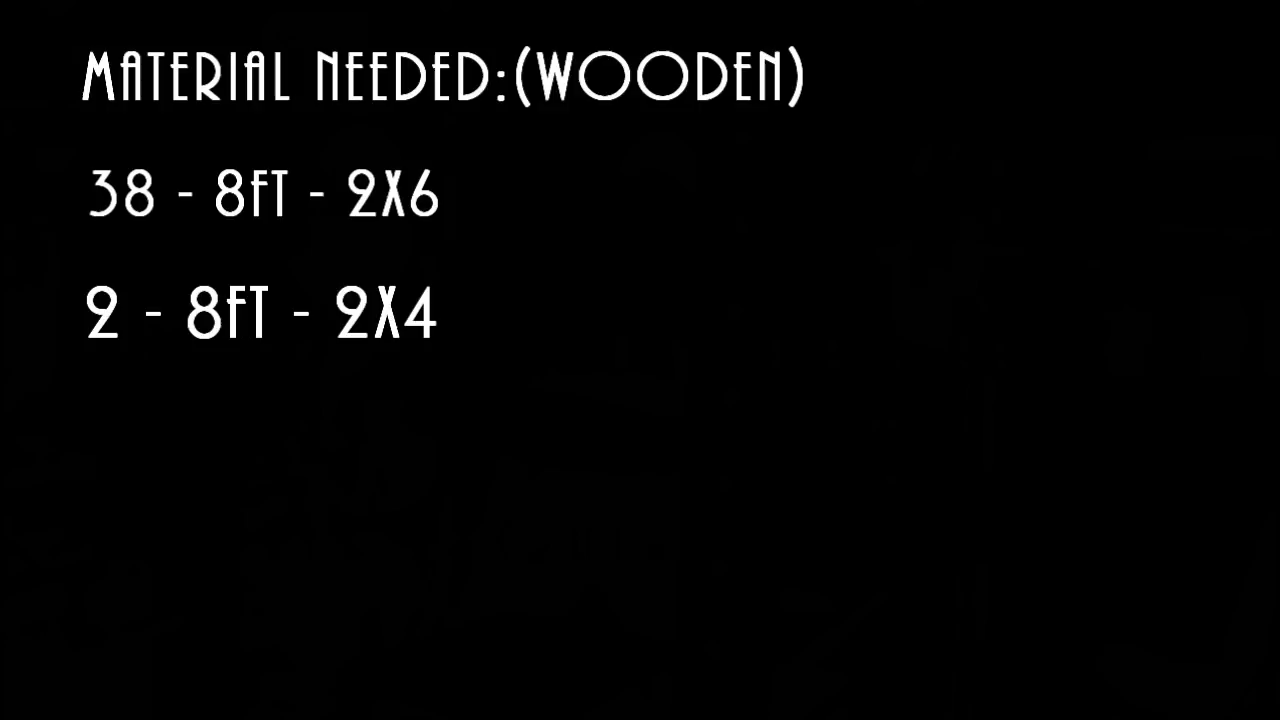 MATERIAL NEEDED:(WOODEN)
38 - 8FT - 2X6
2 - 8FT - 2X4